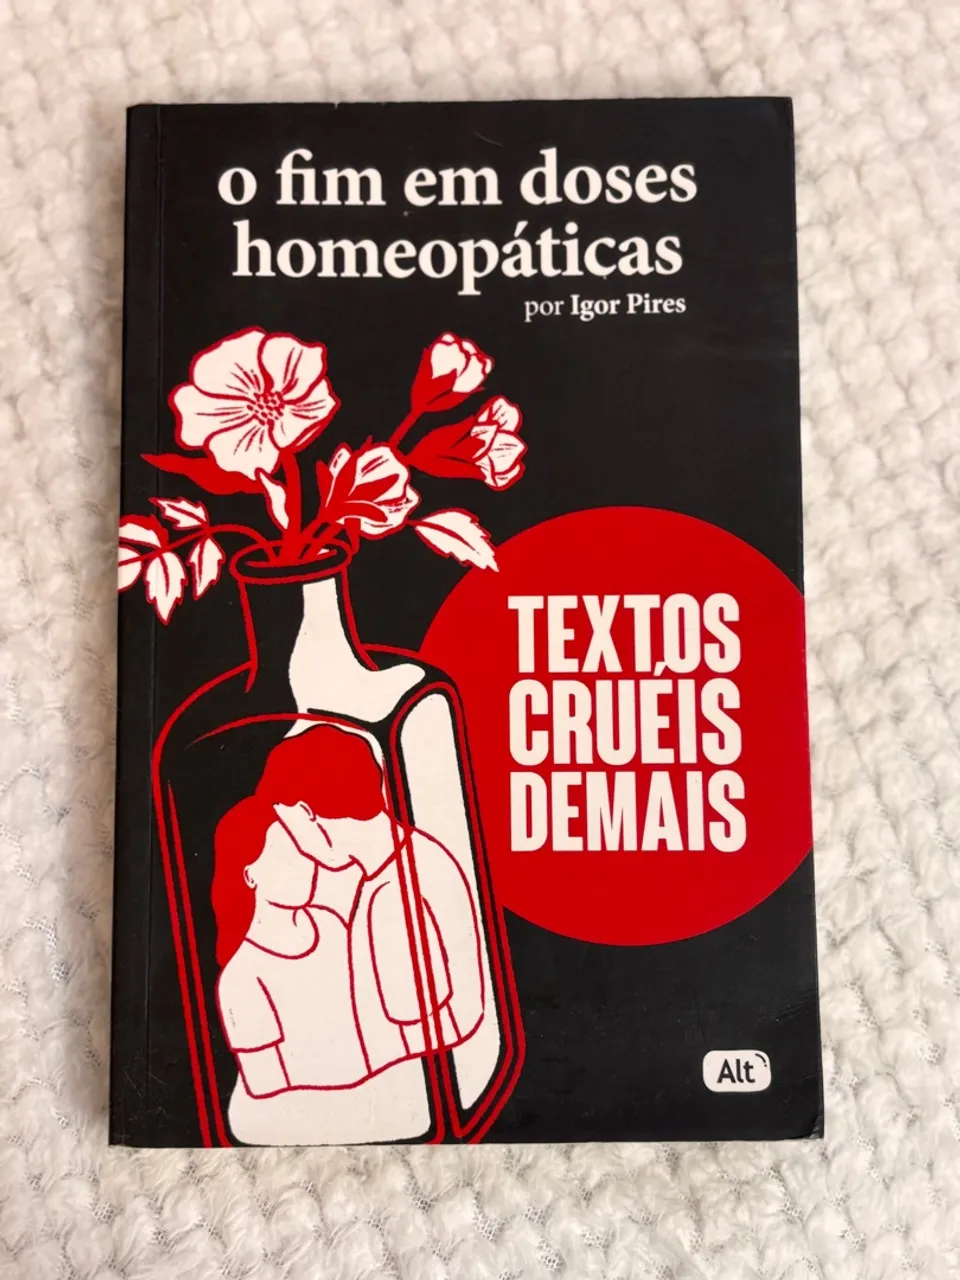 o fim em doses
homeopáticas
por Igor Pires
TEXTOS
CRUÉIS
DEMAIS
Alt